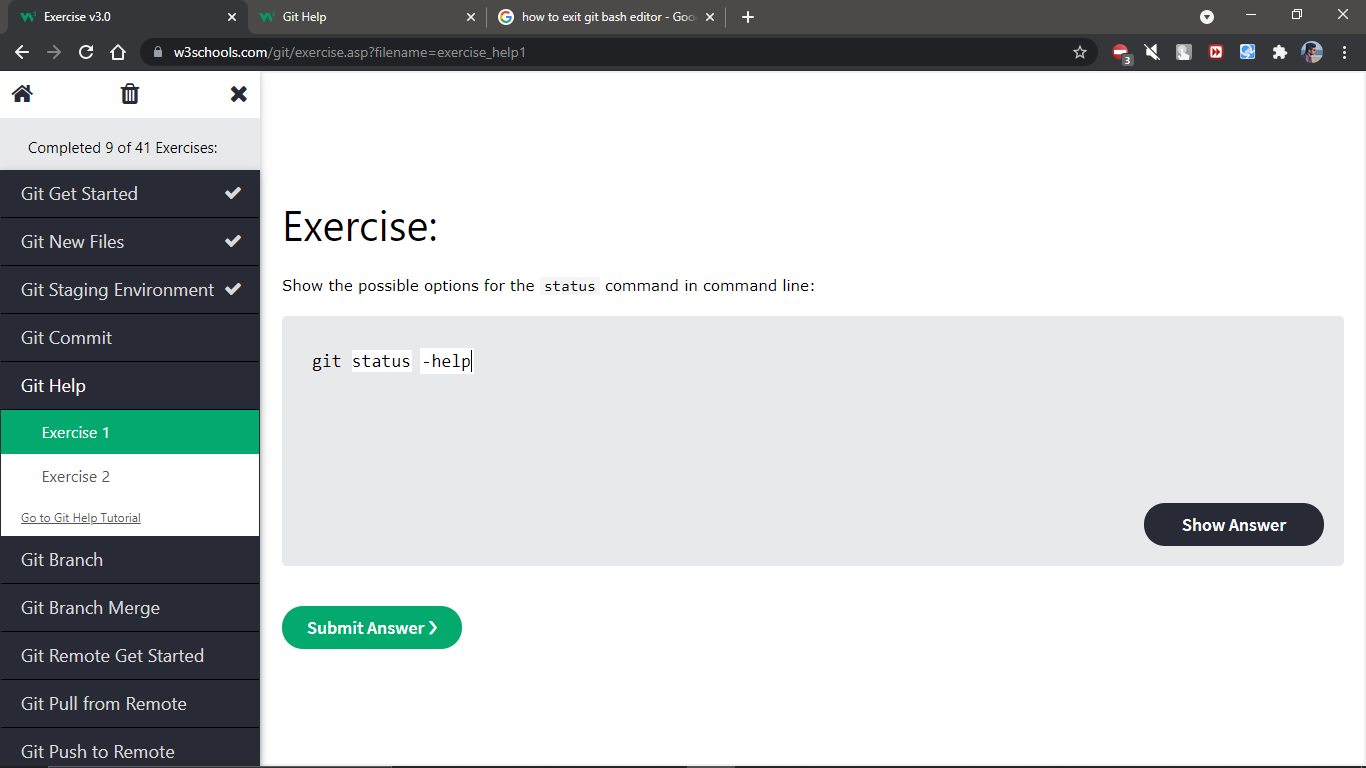 Exercise v3.0
Git Help
how to exit git bash editor - Goo
w3schools.com/git/exercise.asp?filename=exercise_help1
3
Completed 9 of 41 Exercises:
Git Get Started
Git New Files
Git Staging Environment
Git Commit
Git Help
Exercise 1
Exercise 2
Go to Git Help Tutorial
Git Branch
Git Branch Merge
Git Remote Get Started
Git Pull from Remote
Git Push to Remote
Exercise:
Show the possible options for the status command in command line:
git status -help
Show Answer
Submit Answer ❯